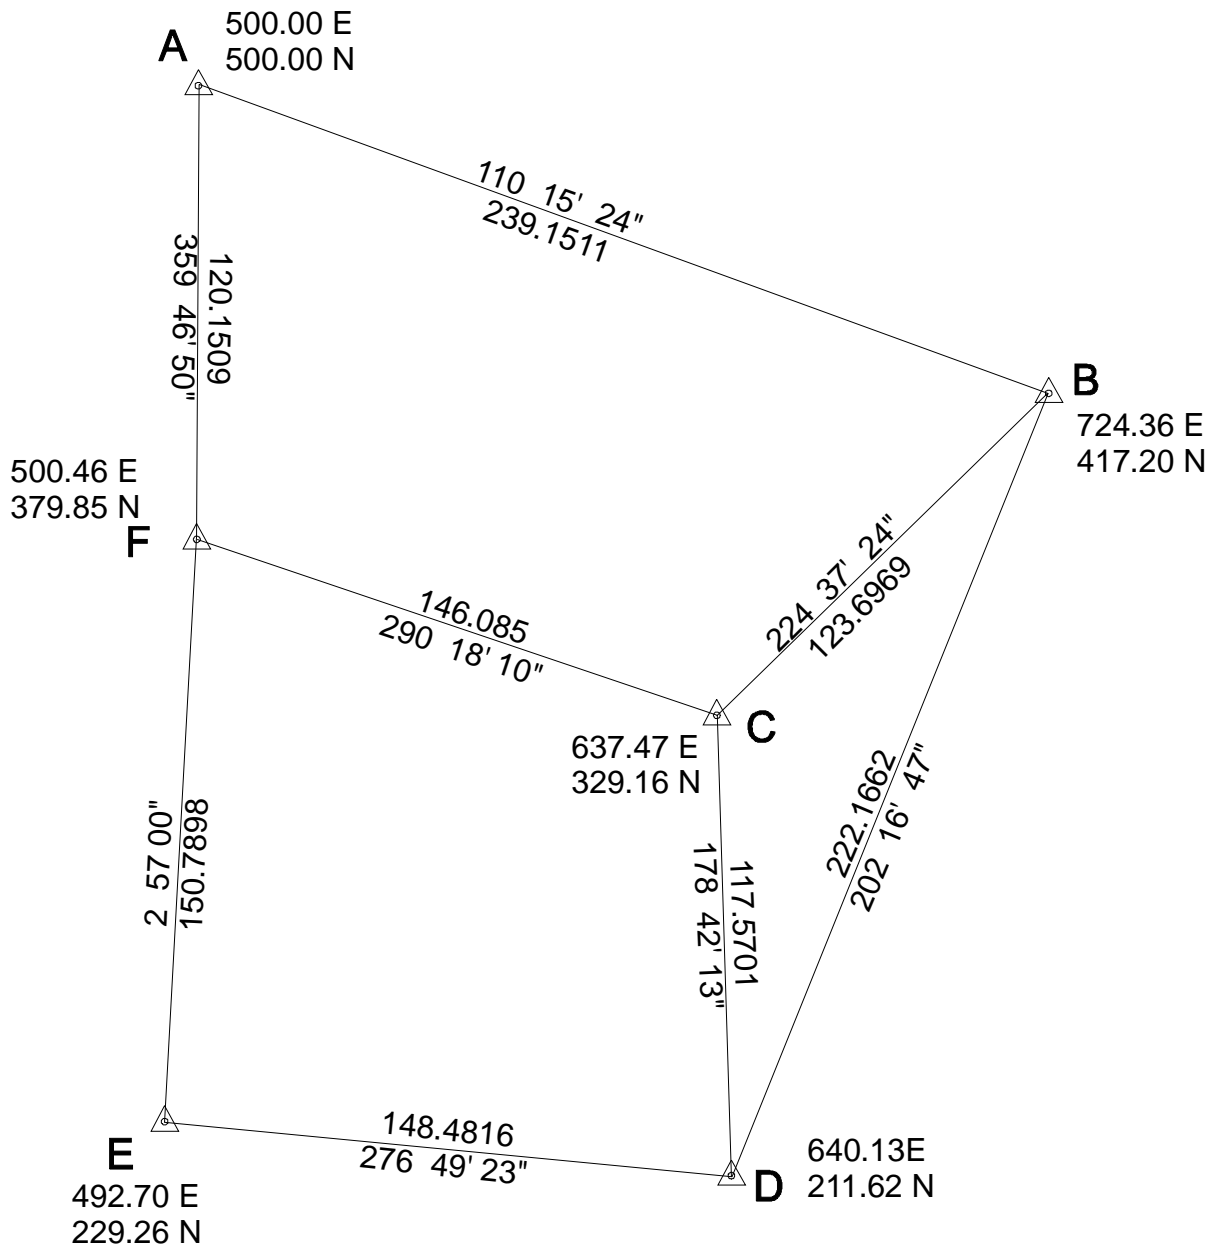 A
500.00 E
500.00 N
110 15' 24"
239.1511
359 46' 50"
120.1509
B
724.36 E
417.20 N
500.46 E
379.85 N
F
224 37' 24"
123.6969
146.085
290 18' 10"
C
637.47 E
329.16 N
222.1662
202 16' 47"
2 57 00"
150.7898
117.5701
178 42' 13"
148.4816
276 49' 23"
E
492.70 E
229.26 N
D
640.13E
211.62 N